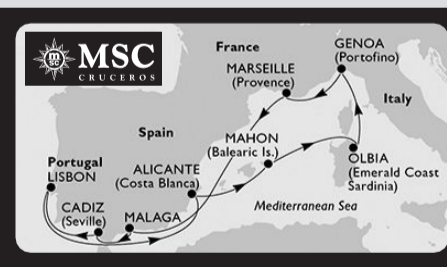 MSC
CRUCEROS
France
GENOA
(Portofino)
MARSEILLE
(Provence)
Italy
Spain
MAHON
(Balearic Is.)
Portugal
LISBON
ALICANTE
(Costa Blanca)
OLBIA
(Emerald Coast
Sardinia)
CADIZ
(Seville)
MALAGA
Mediterranean Sea